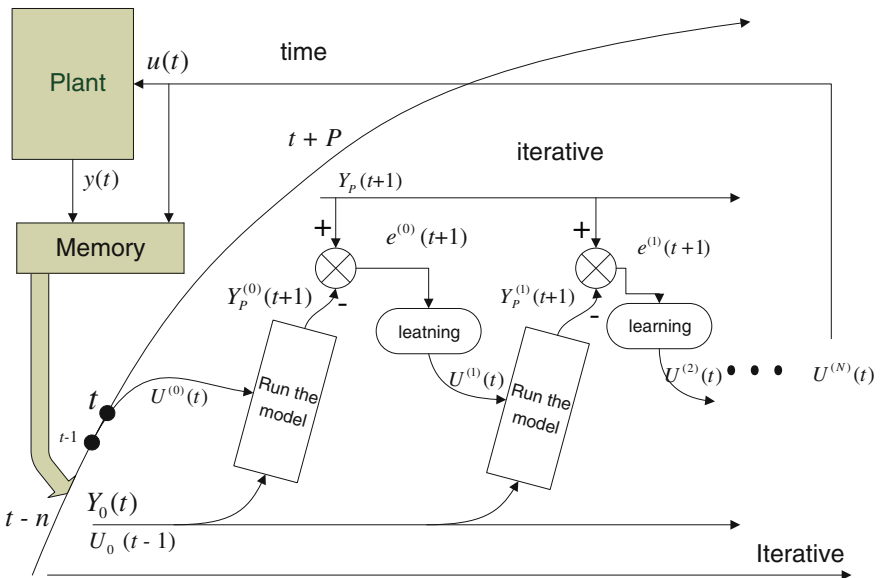 Plant
u(t)
time
t + P
iterative
y(t)
Y_P(t+1)
Memory
+
e^{(0)}(t+1)
+
e^{(1)}(t+1)
Y_P^{(0)}(t+1)
-
Y_P^{(1)}(t+1)
-
leatning
learning
Run the
model
U^{(0)}(t)
U^{(1)}(t)
Run the
model
U^{(2)}(t) • • • U^{(N)}(t)
t
t-1
t - n
Y_0(t)
U_0(t - 1)
Iterative